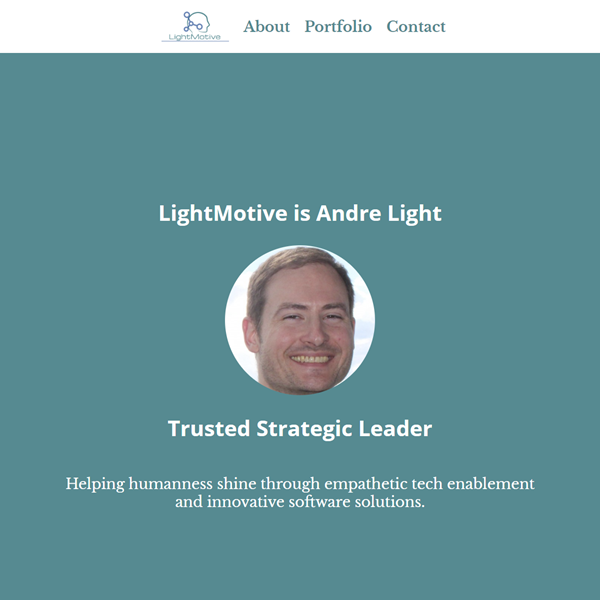 LightMotive
About Portfolio Contact
LightMotive is Andre Light
Trusted Strategic Leader
Helping humanness shine through empathetic tech enablement
and innovative software solutions.